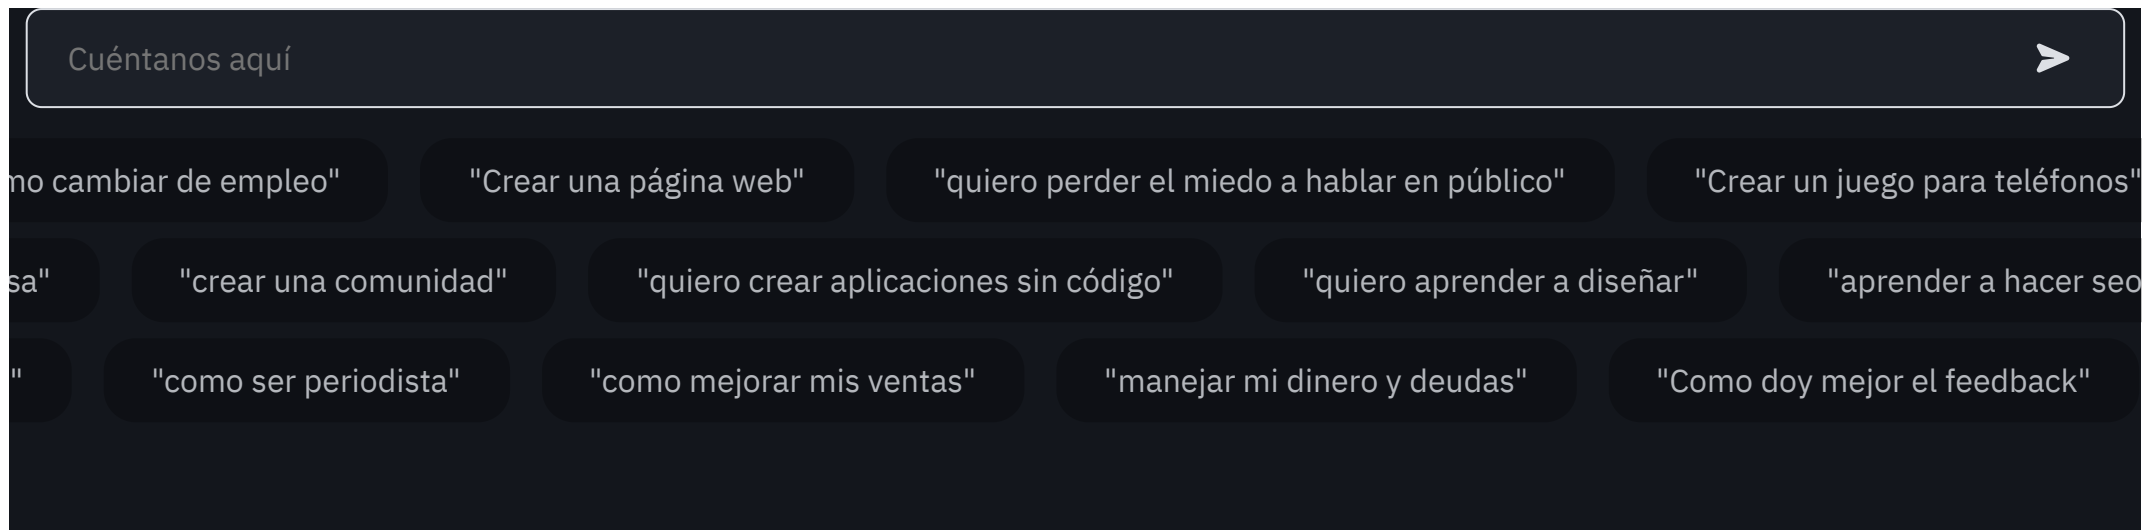 Cuéntanos aquí
mo cambiar de empleo" "Crear una página web" "quiero perder el miedo a hablar en público" "Crear un juego para teléfonos"
sa" "crear una comunidad" "quiero crear aplicaciones sin código" "quiero aprender a diseñar" "aprender a hacer seo
" "como ser periodista" "como mejorar mis ventas" "manejar mi dinero y deudas" "Como doy mejor el feedback"